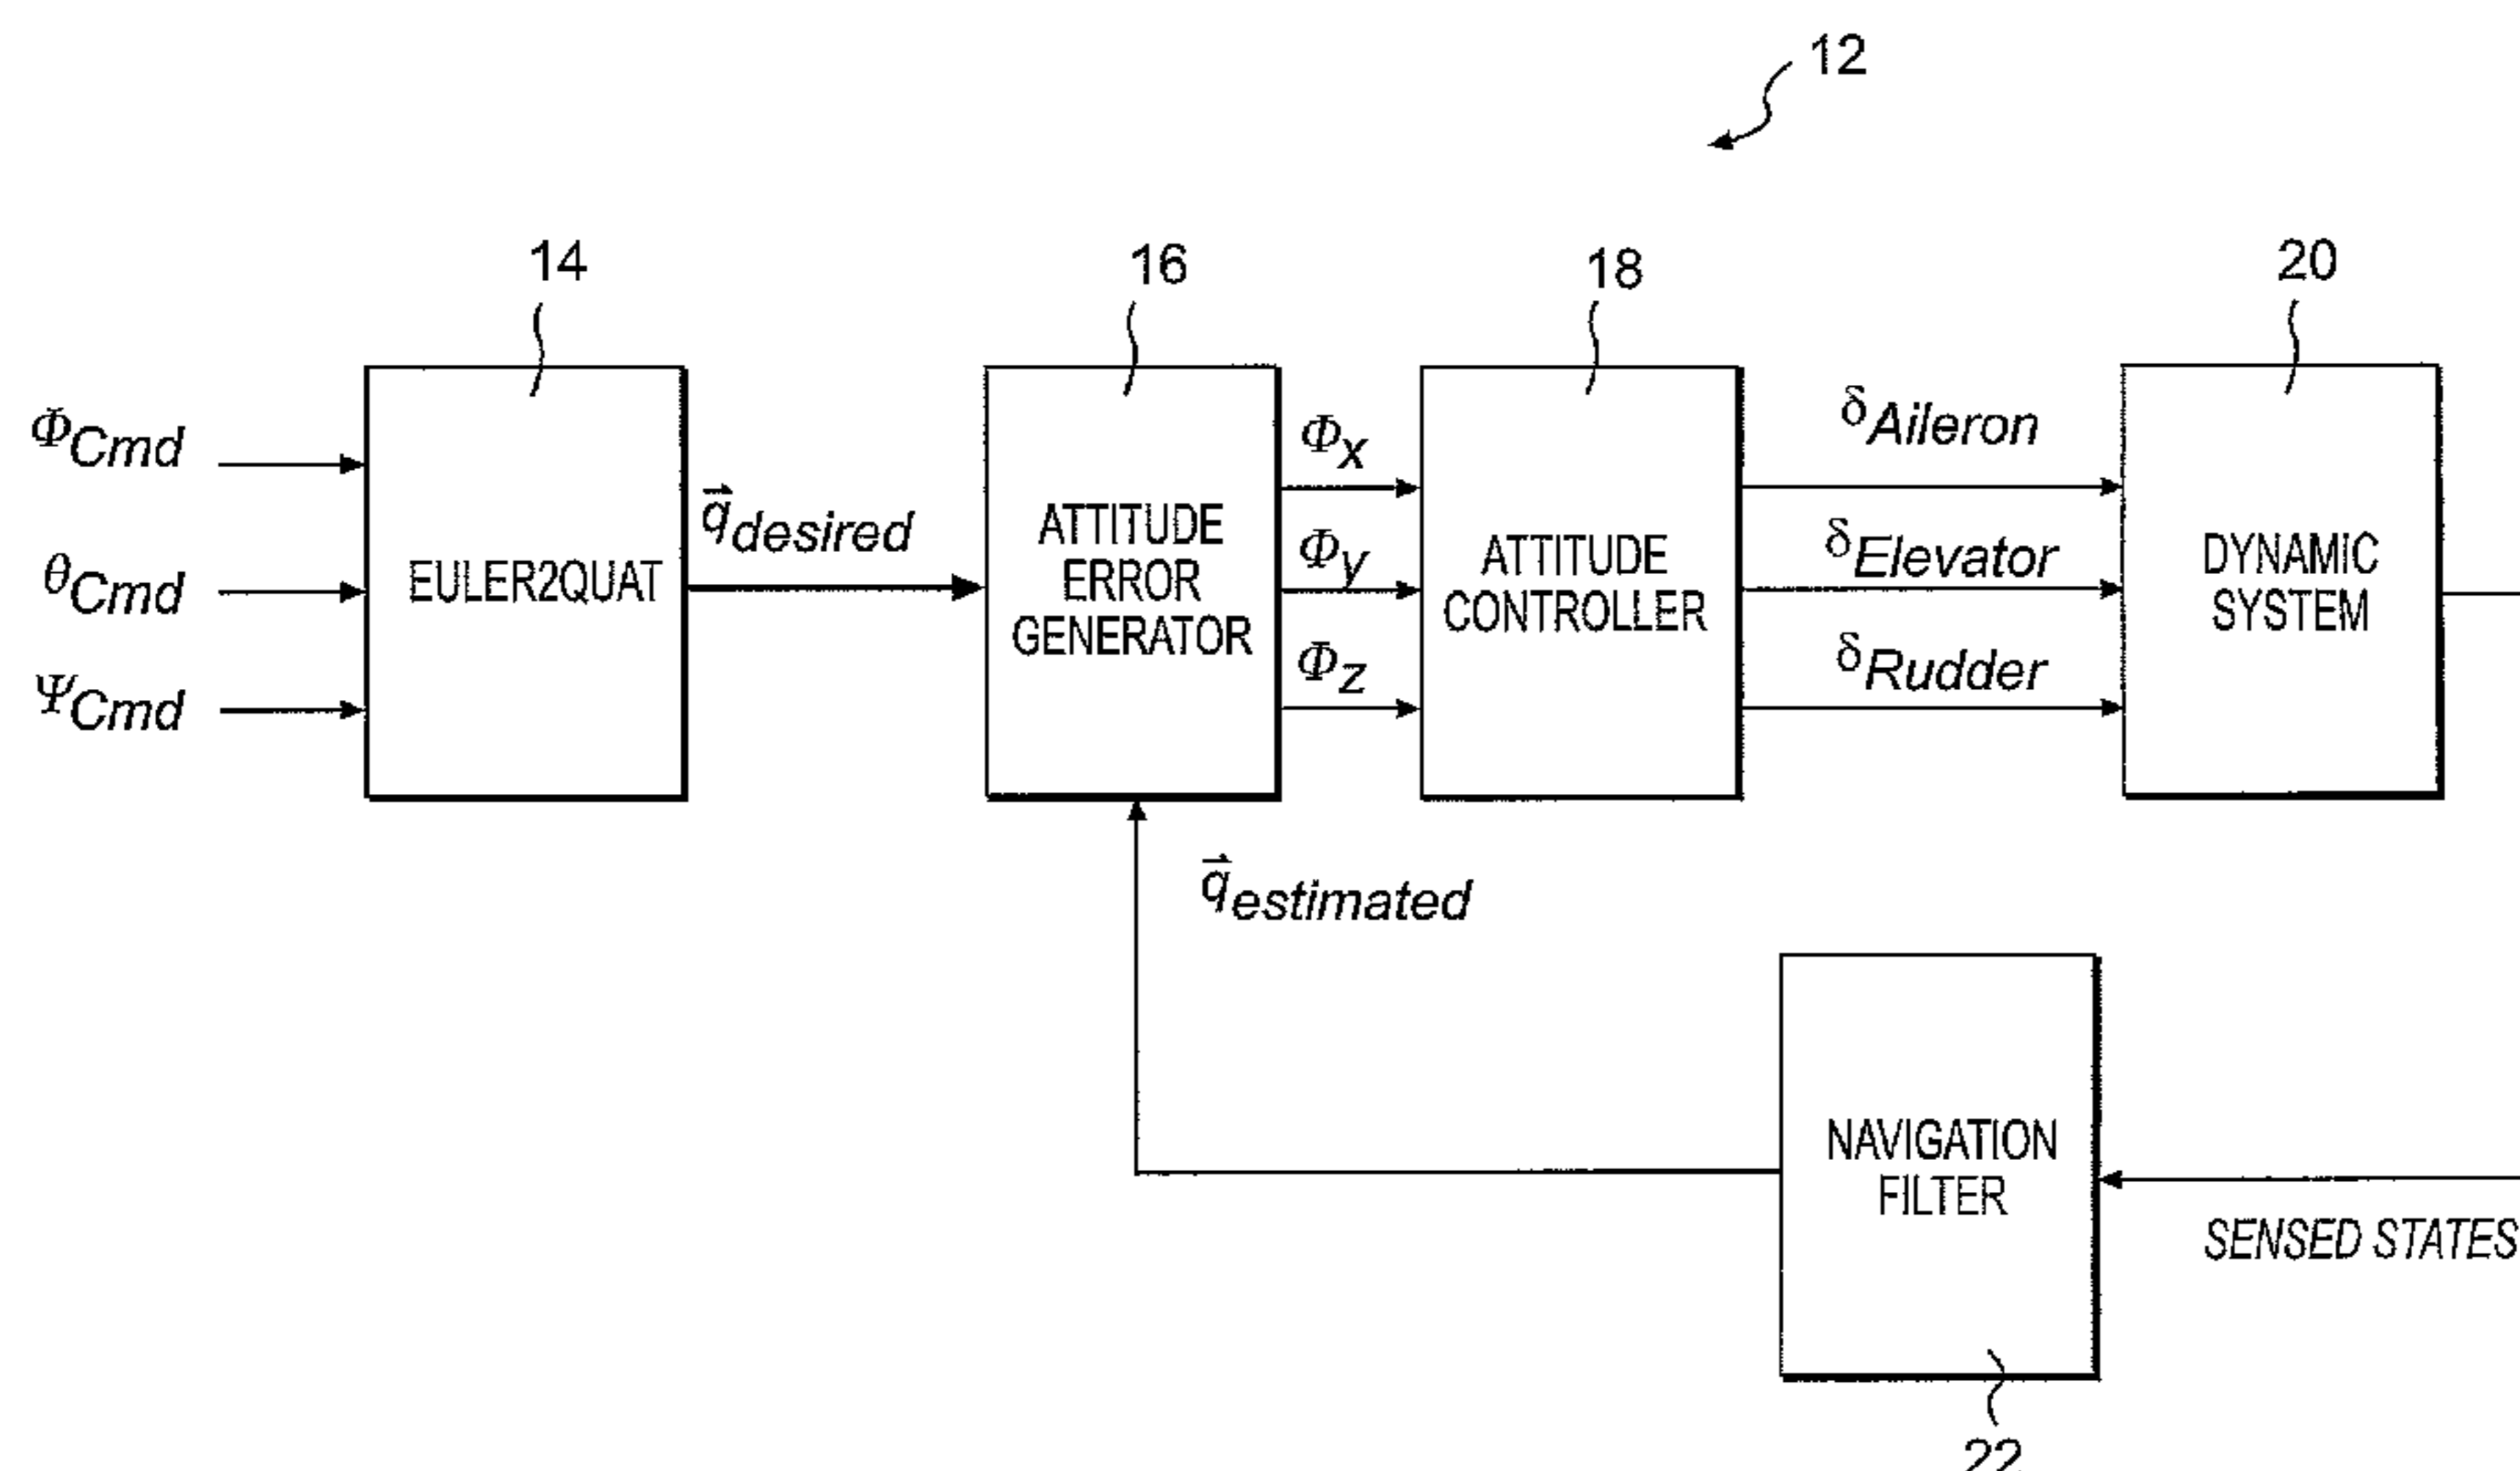 12
14
16
18
20
ΦCmd
θCmd
ΨCmd
EULER2QUAT
q⃗desired
ATTITUDE
ERROR
GENERATOR
Φx
Φy
Φz
ATTITUDE
CONTROLLER
δAileron
δElevator
δRudder
DYNAMIC
SYSTEM
q⃗estimated
NAVIGATION
FILTER
SENSED STATES
22